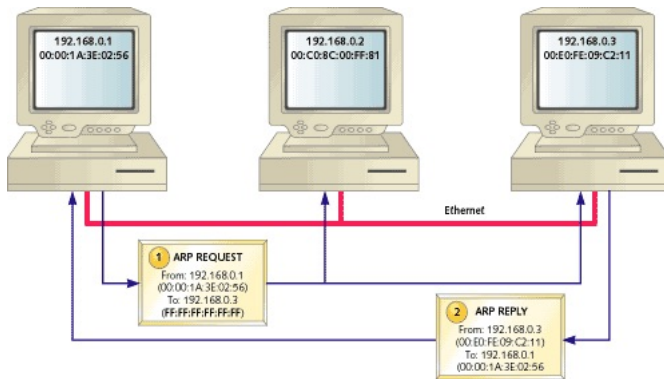 192.168.0.1
00:00:1A:3E:02:56
192.168.0.2
00:C0:8C:00:FF:81
192.168.0.3
00:E0:FE:09:C2:11
Ethernet
1 ARP REQUEST
From: 192.168.0.1
(00:00:1A:3E:02:56)
To: 192.168.0.3
(FF:FF:FF:FF:FF:FF)
2 ARP REPLY
From: 192.168.0.3
(00:E0:FE:09:C2:11)
To: 192.168.0.1
(00:00:1A:3E:02:56